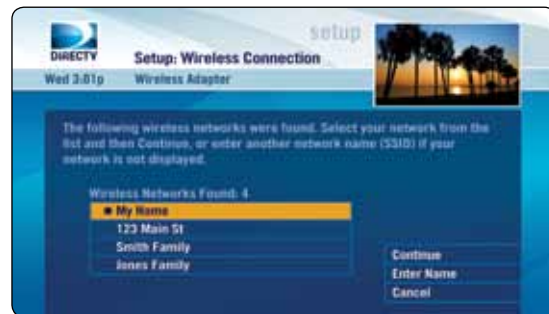 setup
DIRECTV
Setup: Wireless Connection
Wed 3:01p
Wireless Adapter
The following wireless networks were found. Select your network from the
list and then Continue, or enter another network name (SSID) if your
network is not displayed.
Wireless Networks Found: 4
My Name
123 Main St
Smith Family
Jones Family
Continue
Enter Name
Cancel